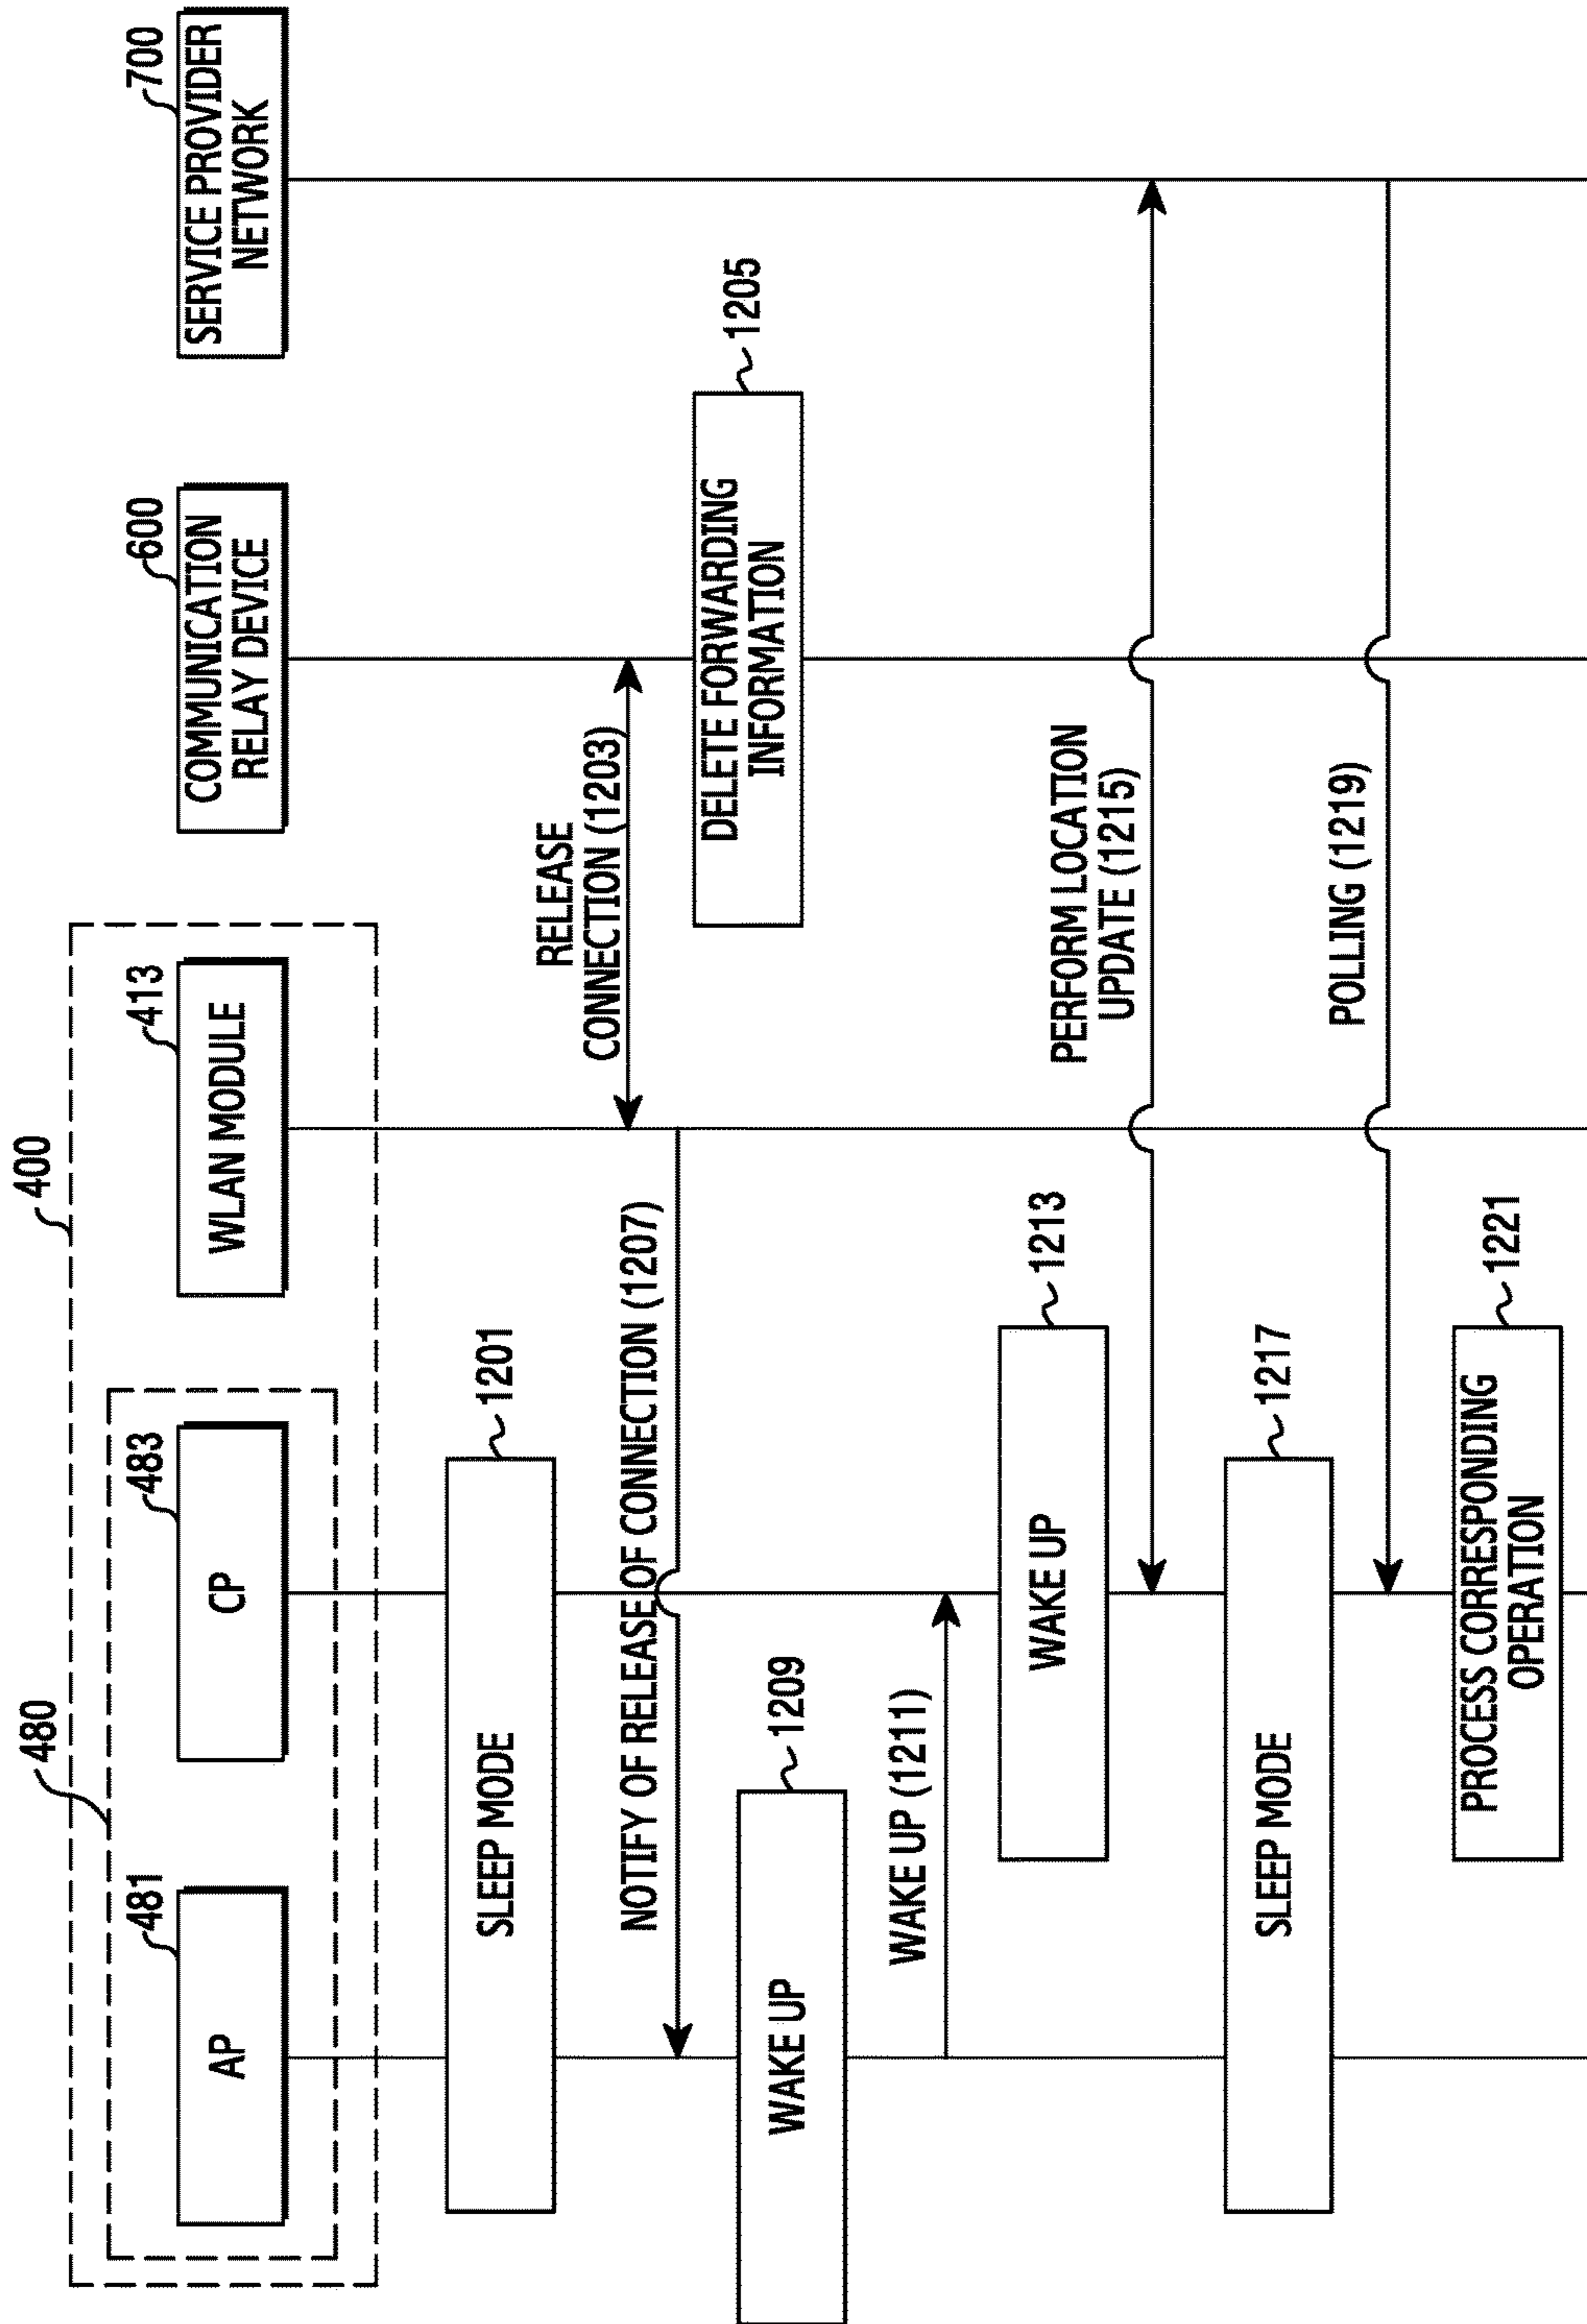 400
480
481
AP
483
CP
413
WLAN MODULE
600
COMMUNICATION
RELAY DEVICE
700
SERVICE PROVIDER
NETWORK
SLEEP MODE
1201
RELEASE
CONNECTION (1203)
DELETE FORWARDING
INFORMATION
1205
NOTIFY OF RELEASE OF CONNECTION (1207)
WAKE UP
1209
WAKE UP (1211)
WAKE UP
1213
PERFORM LOCATION
UPDATE (1215)
SLEEP MODE
1217
POLLING (1219)
PROCESS CORRESPONDING
OPERATION
1221